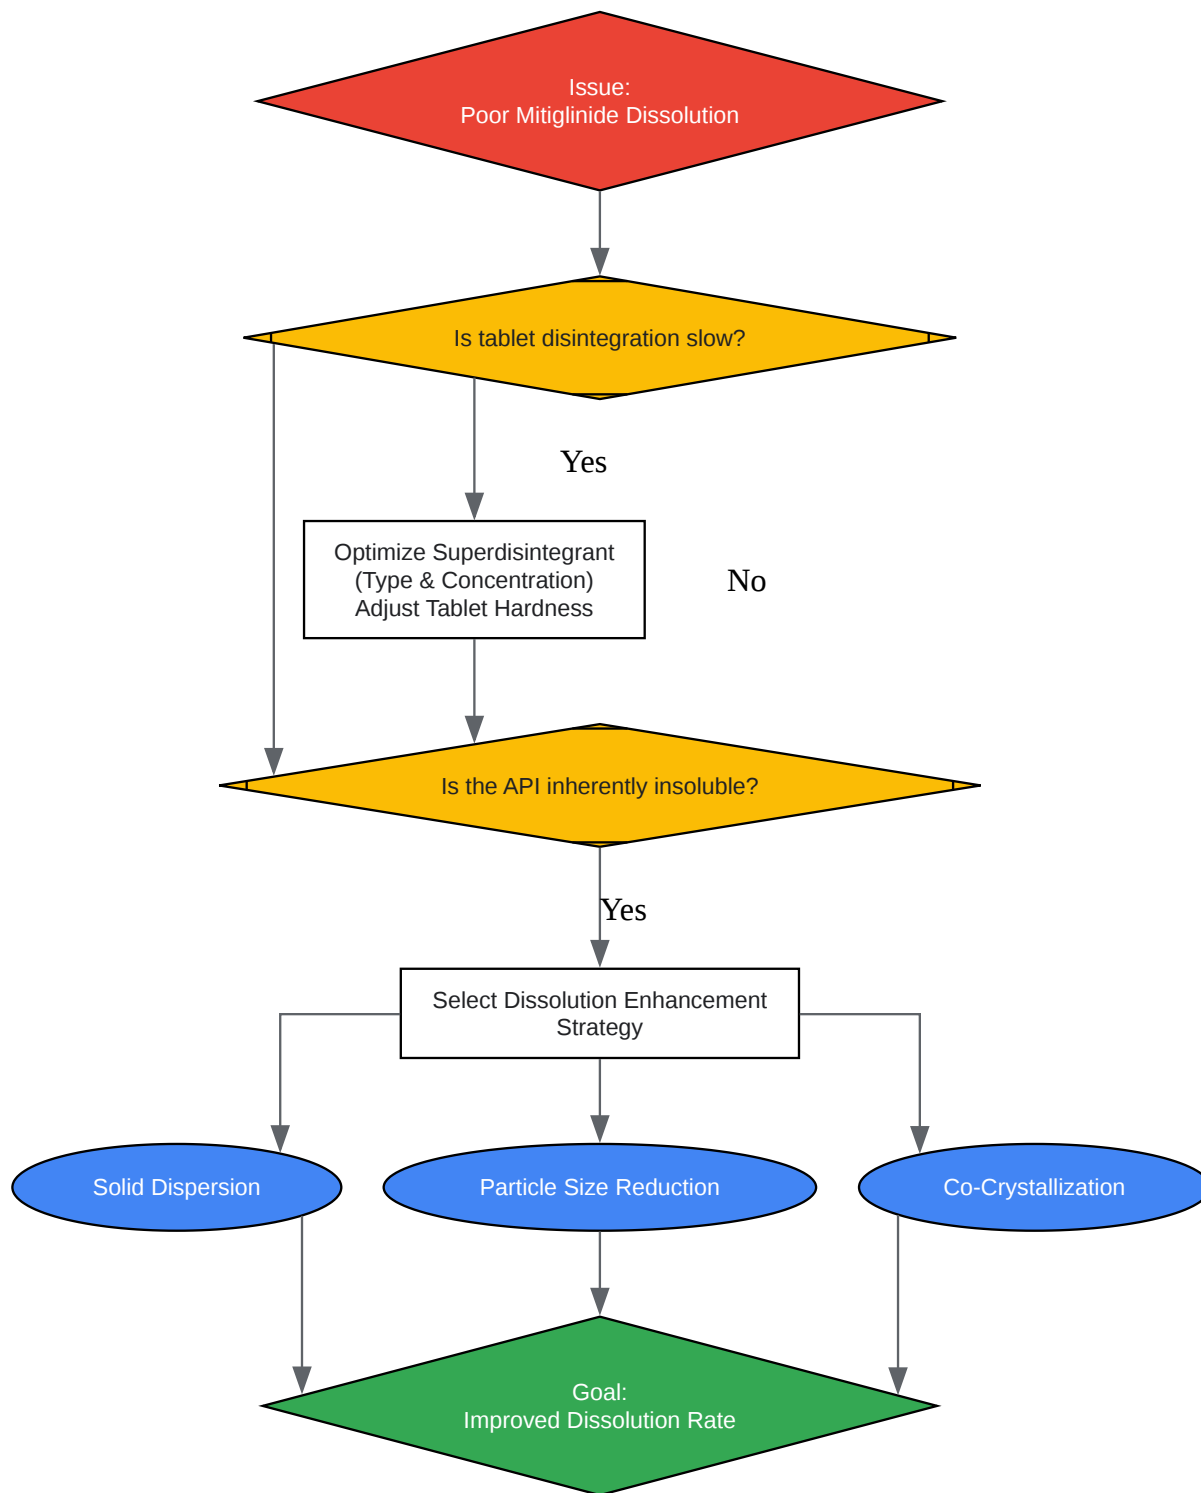 Issue:
Poor Mitiglinide Dissolution
Is tablet disintegration slow?
Yes
Optimize Superdisintegrant
(Type & Concentration)
Adjust Tablet Hardness
No
Is the API inherently insoluble?
Yes
Select Dissolution Enhancement
Strategy
Solid Dispersion
Particle Size Reduction
Co-Crystallization
Goal:
Improved Dissolution Rate